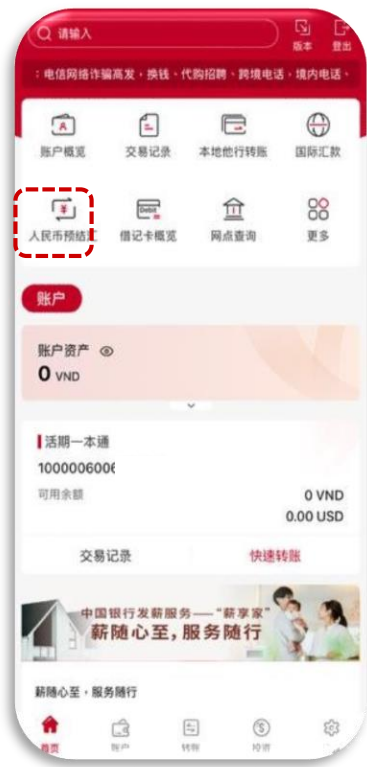 请输入
版本 登出
：电信网络诈骗高发，换钱、代购招聘、跨境电话，境内电话、
账户概览 交易记录 本地他行转账 国际汇款
Debit
人民币预结汇 借记卡概览 网点查询 更多
账户
账户资产
0 VND
活期一本通
1000006006
可用余额 0 VND
0.00 USD
交易记录 快速转账
中国银行发薪服务——“薪享家”
薪随心至，服务随行
薪随心至，服务随行
首页 账户 转账 投资